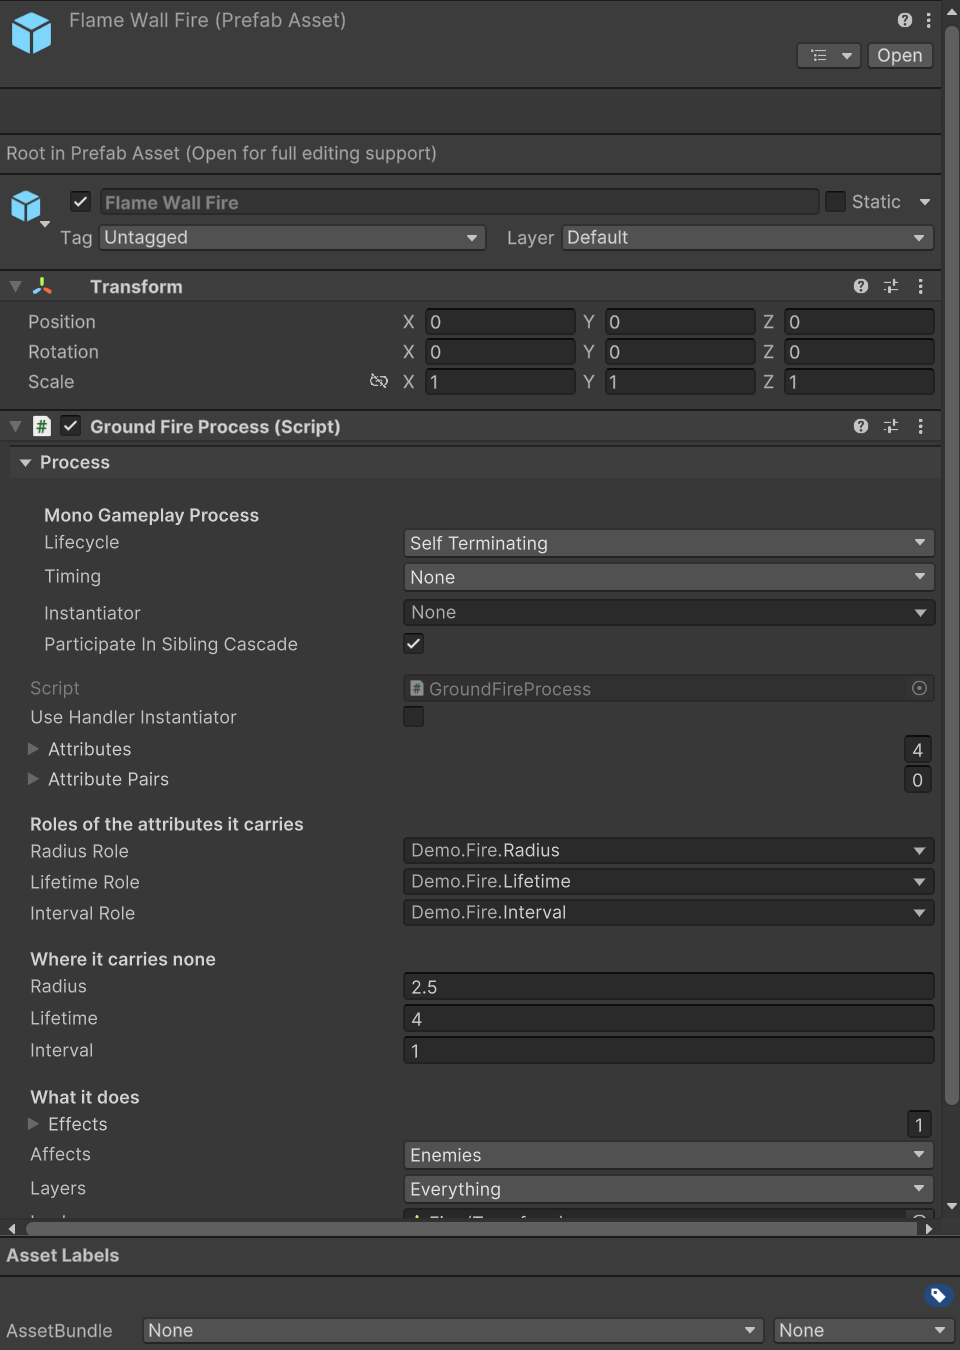 Flame Wall Fire (Prefab Asset)
Open
Root in Prefab Asset (Open for full editing support)
Flame Wall Fire
Static
Tag Untagged Layer Default
Transform
Position X 0 Y 0 Z 0
Rotation X 0 Y 0 Z 0
Scale X 1 Y 1 Z 1
# Ground Fire Process (Script)
Process
Mono Gameplay Process
Lifecycle Self Terminating
Timing None
Instantiator None
Participate In Sibling Cascade
Script # GroundFireProcess
Use Handler Instantiator
Attributes 4
Attribute Pairs 0
Roles of the attributes it carries
Radius Role Demo.Fire.Radius
Lifetime Role Demo.Fire.Lifetime
Interval Role Demo.Fire.Interval
Where it carries none
Radius 2.5
Lifetime 4
Interval 1
What it does
Effects 1
Affects Enemies
Layers Everything
Asset Labels
AssetBundle None None